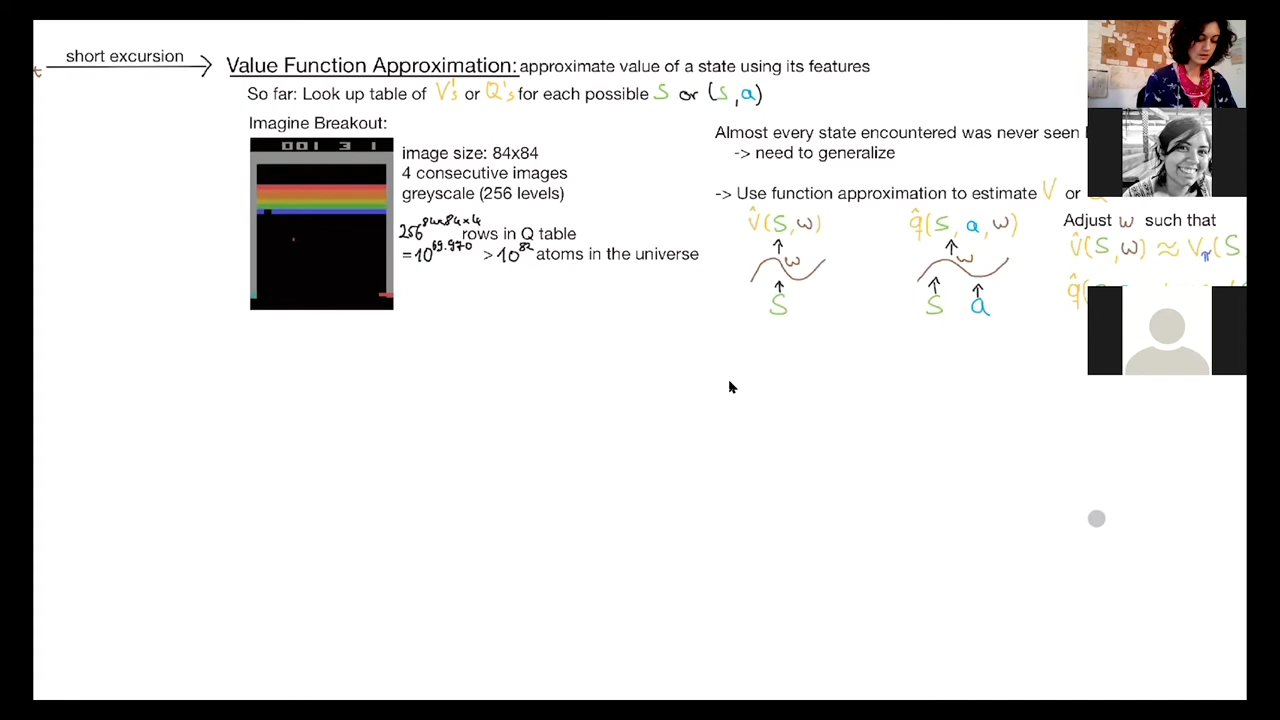 short excursion
Value Function Approximation: approximate value of a state using its features
So far: Look up table of V's or Q's for each possible S or (S, a)
Imagine Breakout:
001 3 1
image size: 84x84
4 consecutive images
greyscale (256 levels)
256^84x84x4 rows in Q table
= 10^69.970 > 10^82 atoms in the universe
Almost every state encountered was never seen
-> need to generalize
-> Use function approximation to estimate V or
v̂(S, w)
w
S
q̂(S, a, w)
w
S a
Adjust w such that
v̂(S, w) ≈ Vπ(S
q̂(